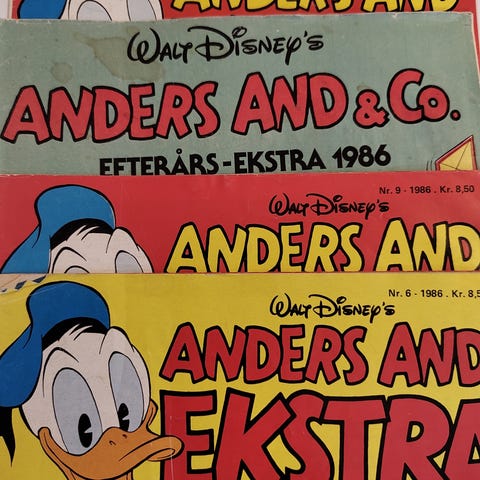 ANDERS AND
WALT DISNEY'S
ANDERS AND & Co.
EFTERÅRS-EKSTRA 1986
Nr. 9 - 1986 . Kr. 8,50
WALT DISNEY'S
ANDERS AND
Nr. 6 - 1986 . Kr. 8,5
WALT DISNEY'S
ANDERS AND
EKSTRA